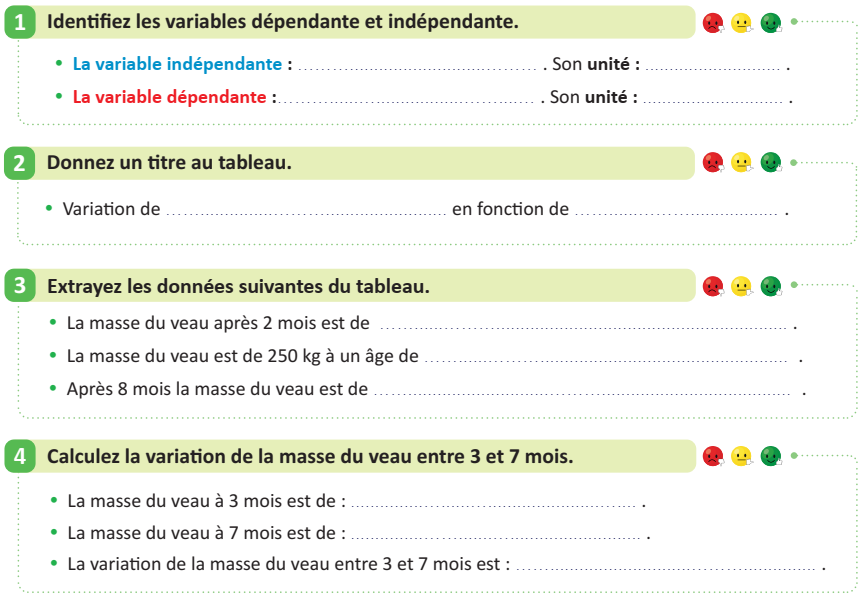 1 Identifiez les variables dépendante et indépendante.
• La variable indépendante : ................................................ . Son unité : ........................... .
• La variable dépendante : ................................................ . Son unité : ........................... .
2 Donnez un titre au tableau.
• Variation de ................................................ en fonction de ........................................ .
3 Extrayez les données suivantes du tableau.
• La masse du veau après 2 mois est de ................................................ .
• La masse du veau est de 250 kg à un âge de ................................................ .
• Après 8 mois la masse du veau est de ................................................ .
4 Calculez la variation de la masse du veau entre 3 et 7 mois.
• La masse du veau à 3 mois est de : ................................................ .
• La masse du veau à 7 mois est de : ................................................ .
• La variation de la masse du veau entre 3 et 7 mois est : ................................................ .